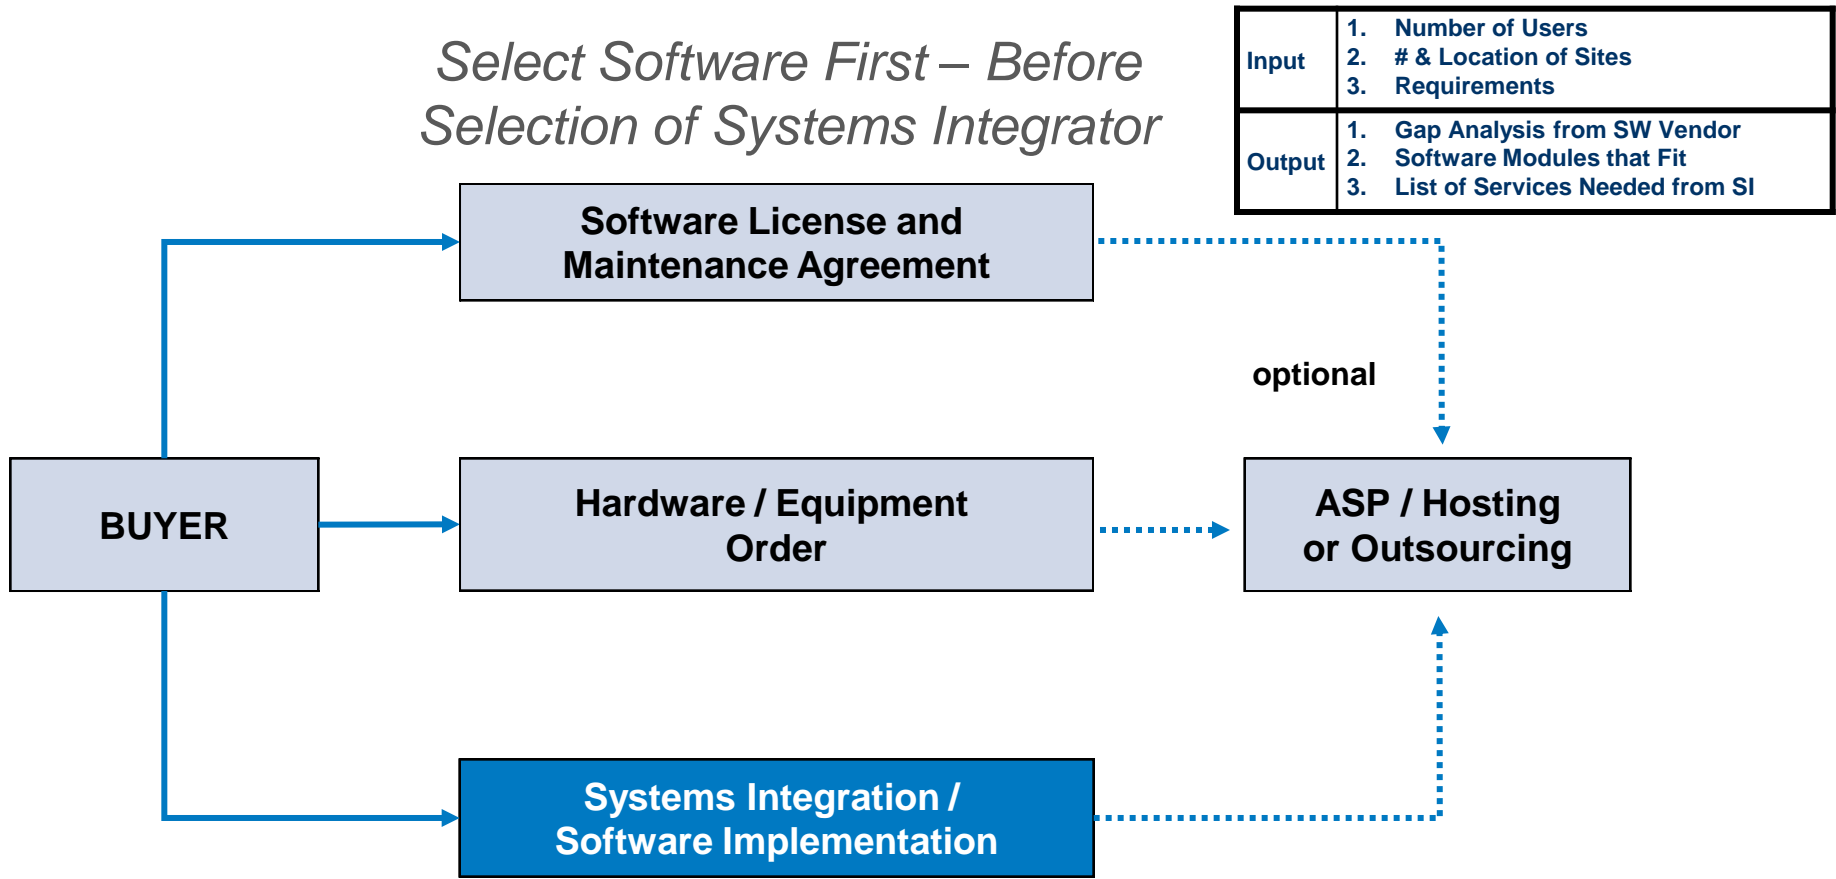 Select Software First – Before
Selection of Systems Integrator
Input
1. Number of Users
2. # & Location of Sites
3. Requirements
Output
1. Gap Analysis from SW Vendor
2. Software Modules that Fit
3. List of Services Needed from SI
Software License and
Maintenance Agreement
optional
BUYER
Hardware / Equipment
Order
ASP / Hosting
or Outsourcing
Systems Integration /
Software Implementation